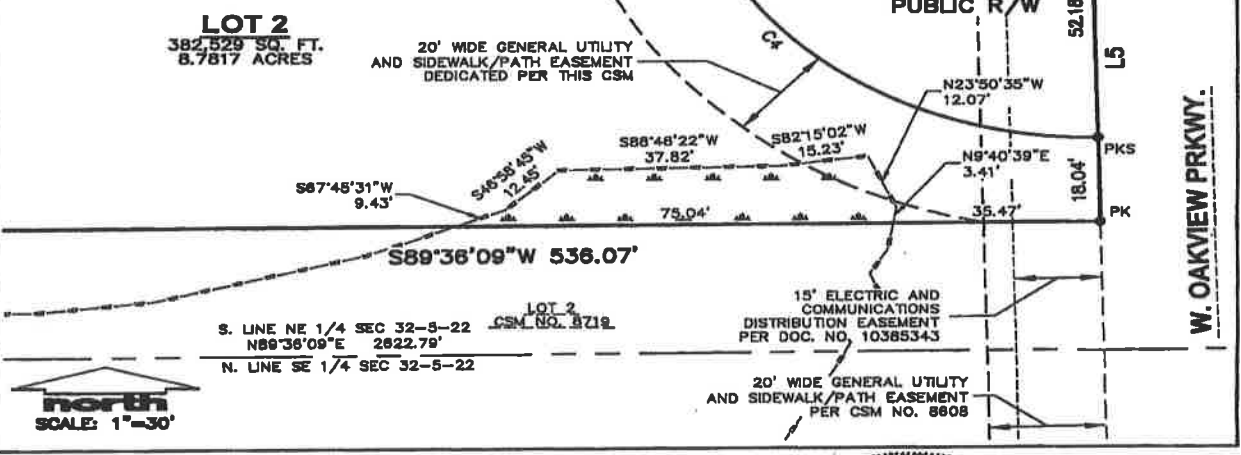 PUBLIC R/W
LOT 2
382,529 SQ. FT.
8.7817 ACRES
20' WIDE GENERAL UTILITY
AND SIDEWALK/PATH EASEMENT
DEDICATED PER THIS CSM
C4
52.18
L5
N23°50'35"W
12.07'
S67°45'31"W
9.43'
S46°58'45"W
12.45'
S88°48'22"W
37.82'
S82°15'02"W
15.23'
N9°40'39"E
3.41'
18.04'
PKS
PK
75.04'
35.47'
S89°36'09"W 536.07'
W. OAKVIEW PRKWY.
LOT 2
CSM NO. 8719
15' ELECTRIC AND
COMMUNICATIONS
DISTRIBUTION EASEMENT
PER DOC. NO. 10385343
S. LINE NE 1/4 SEC 32-5-22
N89°36'09"E 2622.79'
N. LINE SE 1/4 SEC 32-5-22
20' WIDE GENERAL UTILITY
AND SIDEWALK/PATH EASEMENT
PER CSM NO. 8608
north
SCALE: 1"=30'